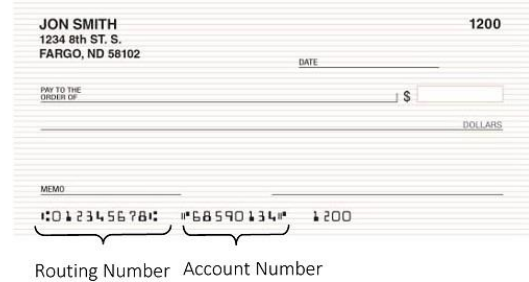 JON SMITH 1200
1234 8th ST. S.
FARGO, ND 58102
DATE
PAY TO THE
ORDER OF $
DOLLARS
MEMO
⑆012345678⑆ ⑈68590134⑈ 1200
Routing Number Account Number